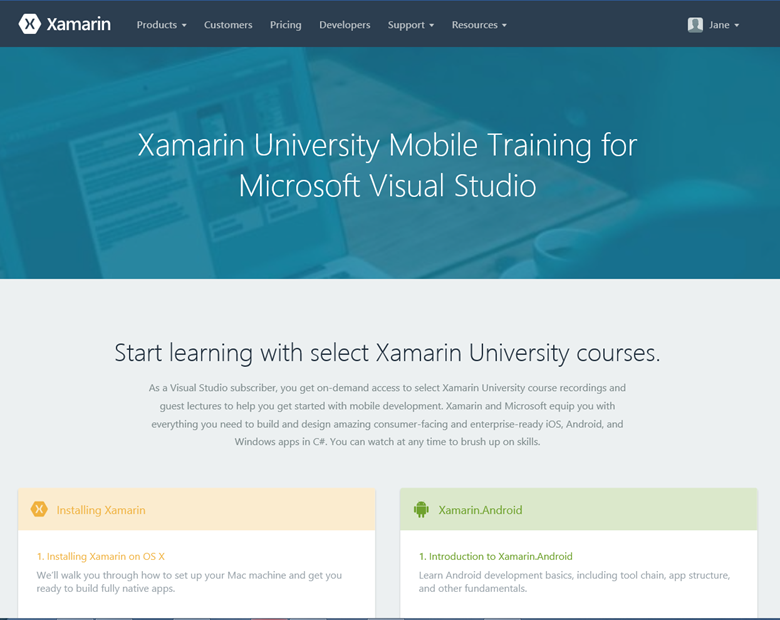 Xamarin Products Customers Pricing Developers Support Resources Jane
Xamarin University Mobile Training for
Microsoft Visual Studio
Start learning with select Xamarin University courses.
As a Visual Studio subscriber, you get on-demand access to select Xamarin University course recordings and
guest lectures to help you get started with mobile development. Xamarin and Microsoft equip you with
everything you need to build and design amazing consumer-facing and enterprise-ready iOS, Android, and
Windows apps in C#. You can watch at any time to brush up on skills.
Installing Xamarin
1. Installing Xamarin on OS X
We'll walk you through how to set up your Mac machine and get you
ready to build fully native apps.
Xamarin.Android
1. Introduction to Xamarin.Android
Learn Android development basics, including tool chain, app structure,
and other fundamentals.